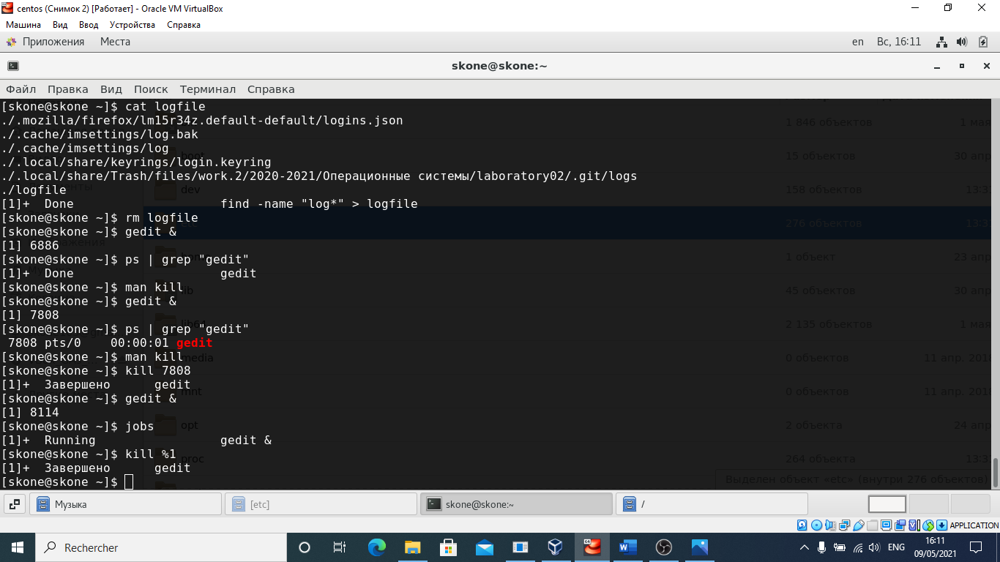 centos (Снимок 2) [Работает] - Oracle VM VirtualBox
Машина Вид Ввод Устройства Справка
Приложения Места en Вс, 16:11
skone@skone:~
Файл Правка Вид Поиск Терминал Справка
[skone@skone ~]$ cat logfile
./.mozilla/firefox/lm15r34z.default-default/logins.json
1 846 объектов 1 мая
./.cache/imsettings/log.bak
./.cache/imsettings/log
./.local/share/keyrings/login.keyring
boot 15 объектов 30 апр
./.local/share/Trash/files/work.2/2020-2021/Операционные системы/laboratory02/.git/logs
./logfile
dev 158 объектов 13:3
[1]+  Done                    find -name "log*" > logfile
[skone@skone ~]$ rm logfile
276 объектов 13:3
[skone@skone ~]$ gedit &
[1] 6886
[skone@skone ~]$ ps | grep "gedit"
1 объект 23 апр
[1]+  Done                    gedit
[skone@skone ~]$ man kill
lib 45 объектов 30 апр
[skone@skone ~]$ gedit &
[1] 7808
lib64 2 135 объектов 1 мая
[skone@skone ~]$ ps | grep "gedit"
 7808 pts/0    00:00:01 gedit
[skone@skone ~]$ man kill
media 0 объектов 11 апр. 2018
[skone@skone ~]$ kill 7808
[1]+  Завершено      gedit
mnt 0 объектов 11 апр. 2018
[skone@skone ~]$ gedit &
[1] 8114
[skone@skone ~]$ jobs
opt 2 объекта 24 апр
[1]+  Running                 gedit &
[skone@skone ~]$ kill %1
proc 264 объекта 13:3
[1]+  Завершено      gedit
[skone@skone ~]$
Выделен объект «etc» (внутри 276 объектов)
Музыка [etc] skone@skone:~ /
APPLICATION
Rechercher ENG 16:11
09/05/2021